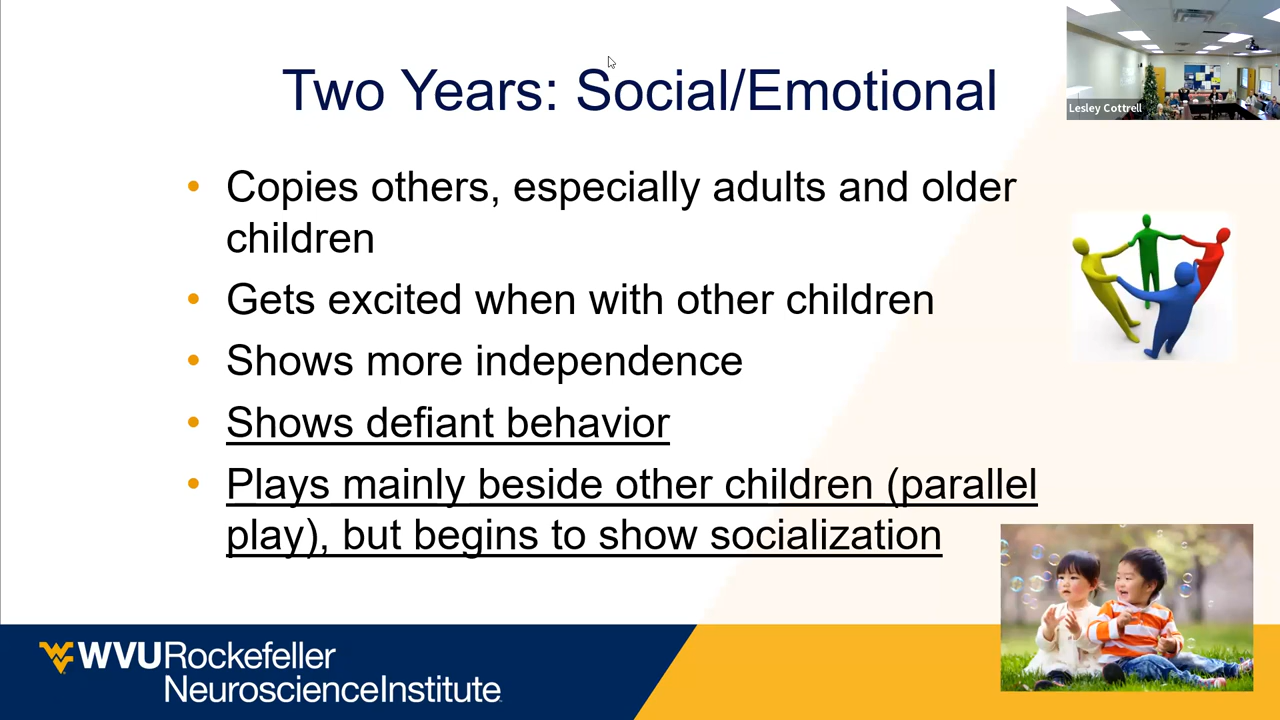 Two Years: Social/Emotional
Lesley Cottrell
• Copies others, especially adults and older
children
• Gets excited when with other children
• Shows more independence
• Shows defiant behavior
• Plays mainly beside other children (parallel
play), but begins to show socialization
WVU Rockefeller
NeuroscienceInstitute